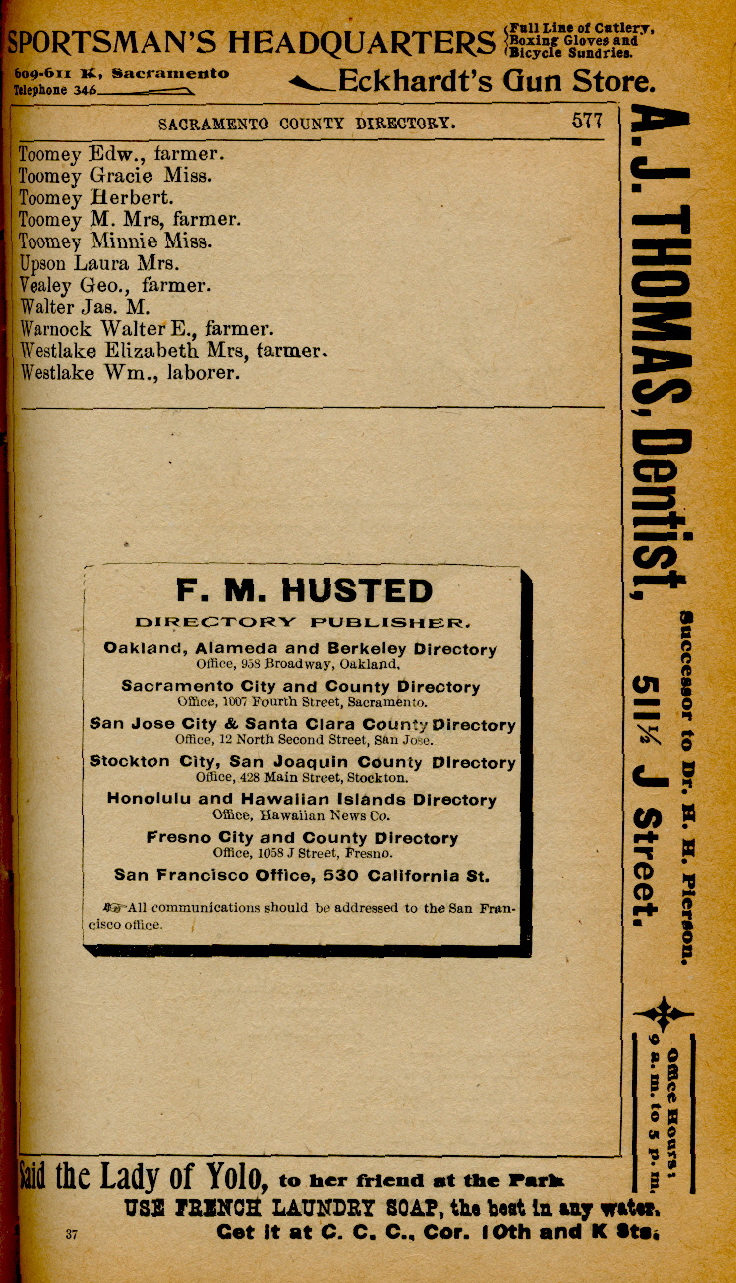 SPORTSMAN'S HEADQUARTERS
Full Line of Cutlery,
Boxing Gloves and
Bicycle Sundries.
609-611 K, Sacramento
Telephone 346
Eckhardt's Gun Store.
SACRAMENTO COUNTY DIRECTORY. 577
Toomey Edw., farmer.
Toomey Gracie Miss.
Toomey Herbert.
Toomey M. Mrs, farmer.
Toomey Minnie Miss.
Upson Laura Mrs.
Vealey Geo., farmer.
Walter Jas. M.
Warnock Walter E., farmer.
Westlake Elizabeth Mrs, farmer.
Westlake Wm., laborer.
F. M. HUSTED
DIRECTORY PUBLISHER.
Oakland, Alameda and Berkeley Directory
Office, 958 Broadway, Oakland.
Sacramento City and County Directory
Office, 1007 Fourth Street, Sacramento.
San Jose City & Santa Clara County Directory
Office, 12 North Second Street, San Jose.
Stockton City, San Joaquin County Directory
Office, 428 Main Street, Stockton.
Honolulu and Hawaiian Islands Directory
Office, Hawaiian News Co.
Fresno City and County Directory
Office, 1058 J Street, Fresno.
San Francisco Office, 530 California St.
☞All communications should be addressed to the San Fran-
cisco office.
A. J. THOMAS, Dentist,
Successor to Dr. H. H. Pierson.
511½ J Street.
Office Hours:
9 a. m. to 5 p. m.
Said the Lady of Yolo, to her friend at the Park
USE FRENCH LAUNDRY SOAP, the best in any water.
Get it at C. C. C., Cor. 10th and K Sts.
37